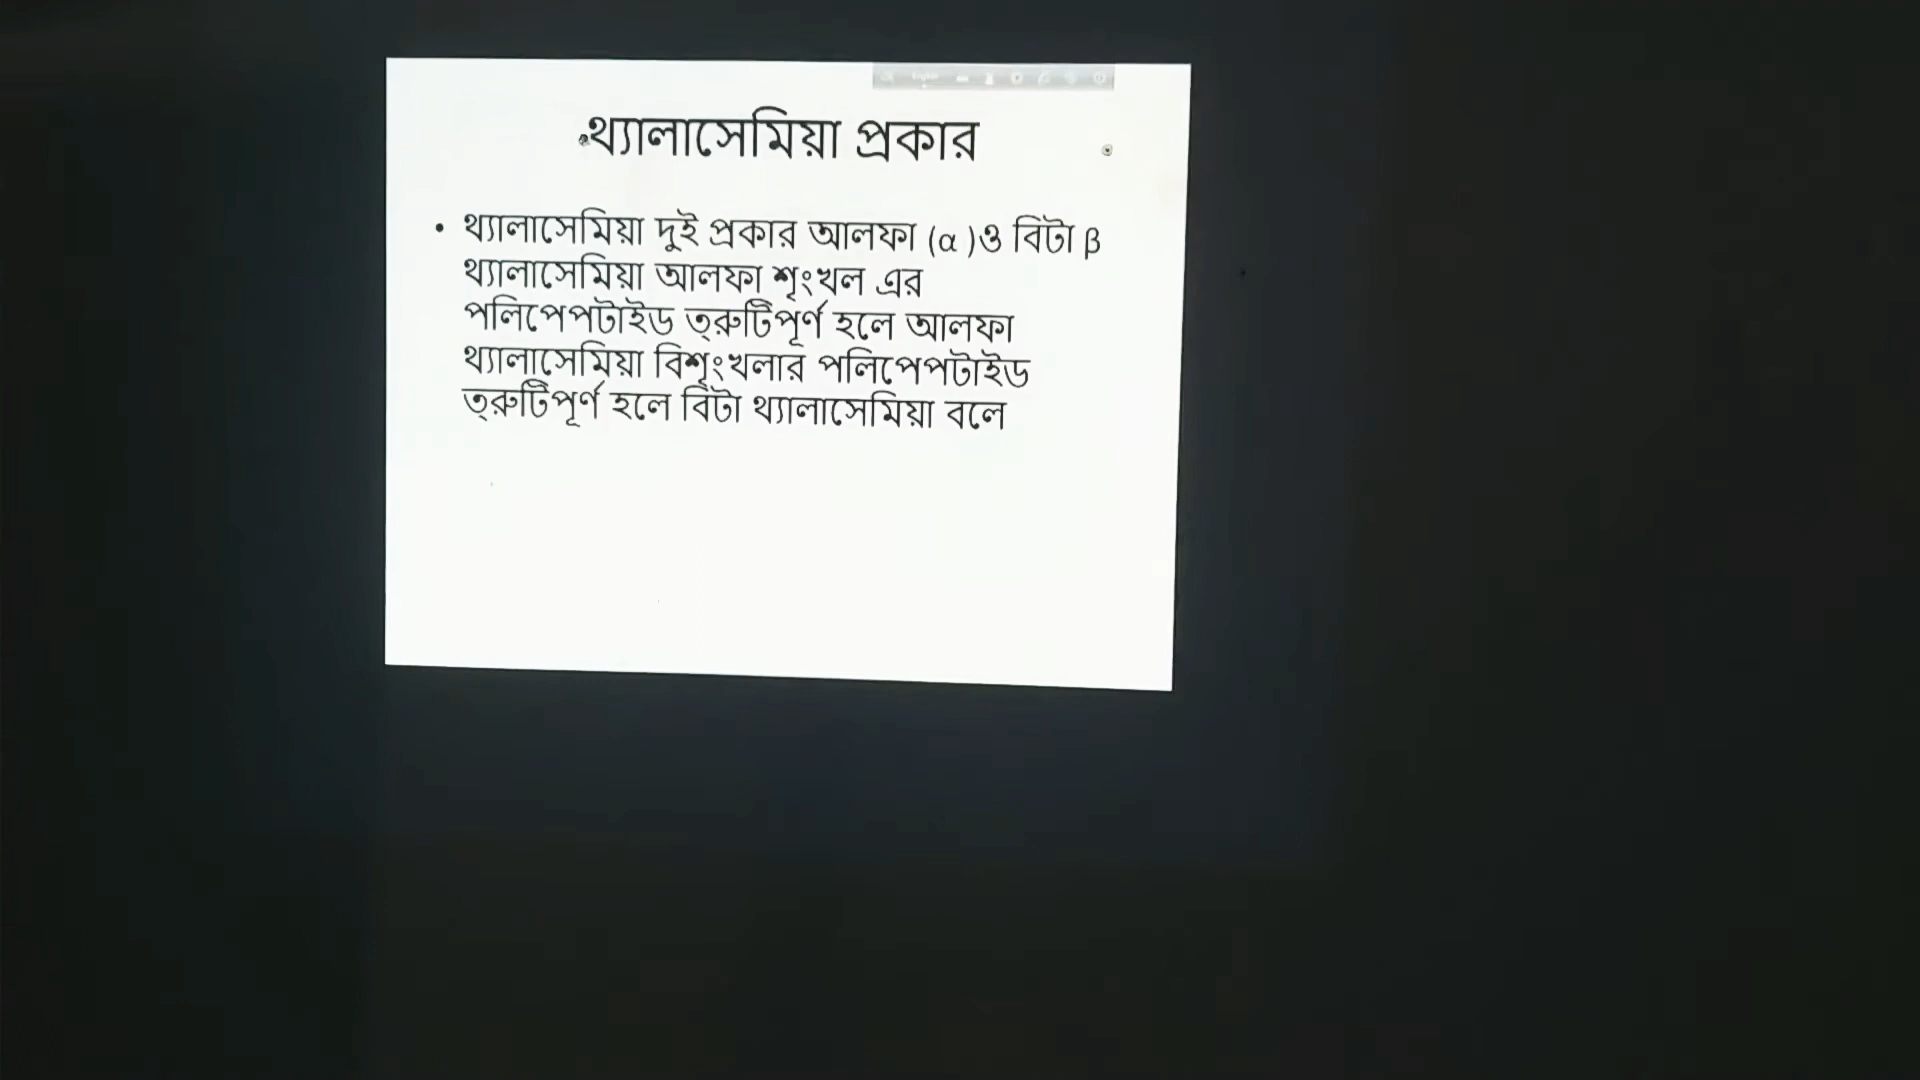 থ্যালাসেমিয়া প্রকার
• থ্যালাসেমিয়া দুই প্রকার আলফা (α )ও বিটা β
থ্যালাসেমিয়া আলফা শৃংখল এর
পলিপেপটাইড ত্রুটিপূর্ণ হলে আলফা
থ্যালাসেমিয়া বিশৃংখলার পলিপেপটাইড
ত্রুটিপূর্ণ হলে বিটা থ্যালাসেমিয়া বলে